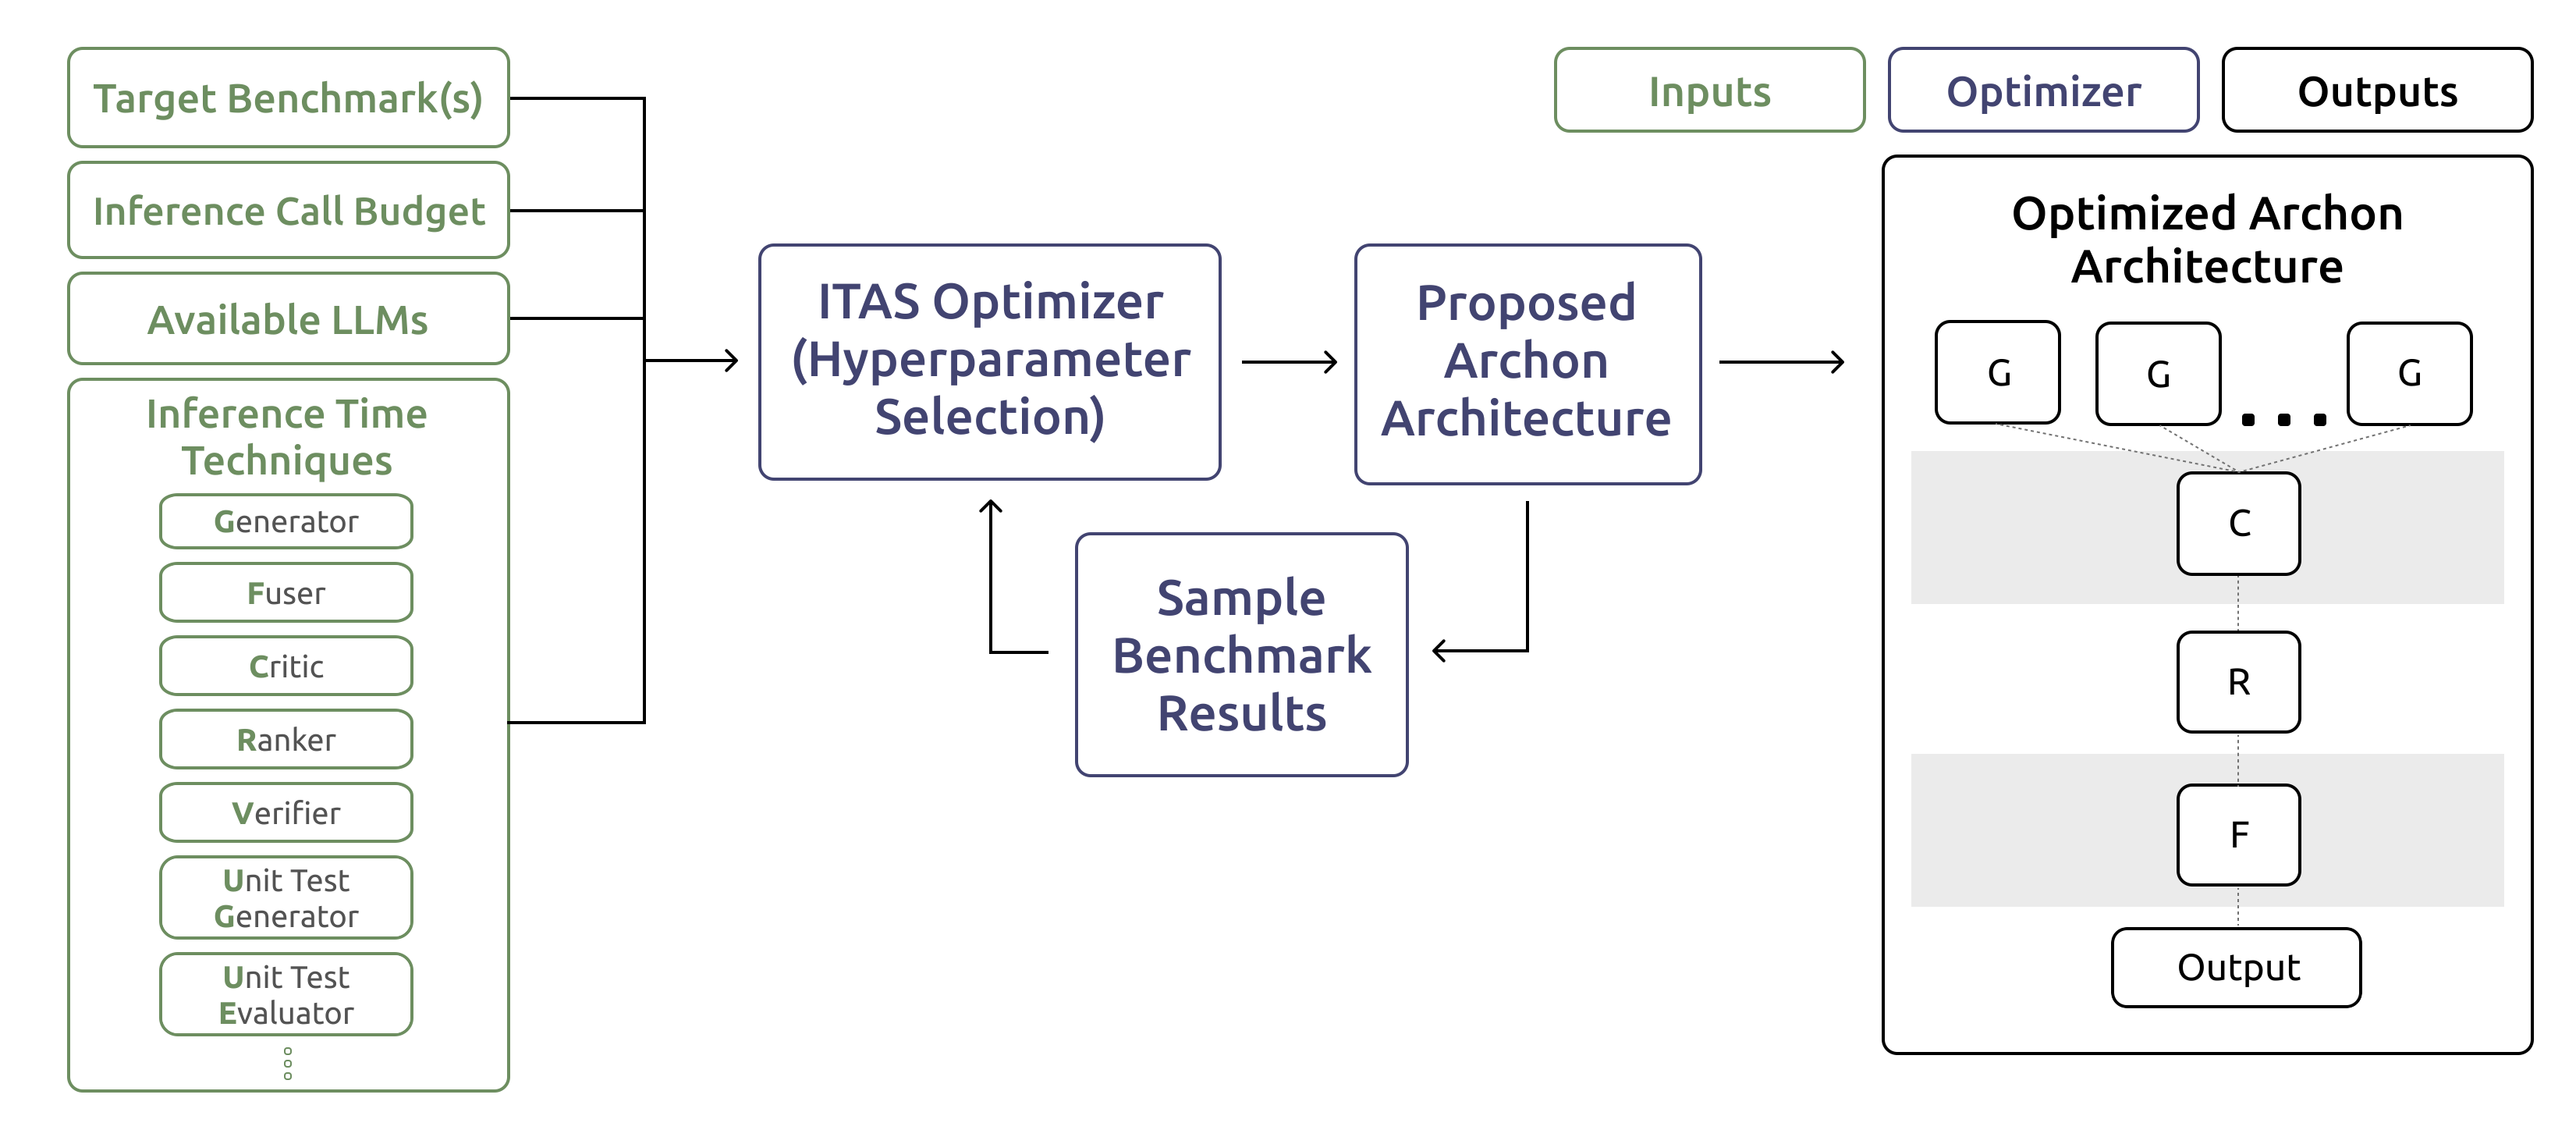 Target Benchmark(s)
Inference Call Budget
Available LLMs
Inference Time
Techniques
Generator
Fuser
Critic
Ranker
Verifier
Unit Test
Generator
Unit Test
Evaluator
ITAS Optimizer
(Hyperparameter
Selection)
Proposed
Archon
Architecture
Sample
Benchmark
Results
Inputs
Optimizer
Outputs
Optimized Archon
Architecture
G
G
...
G
C
R
F
Output